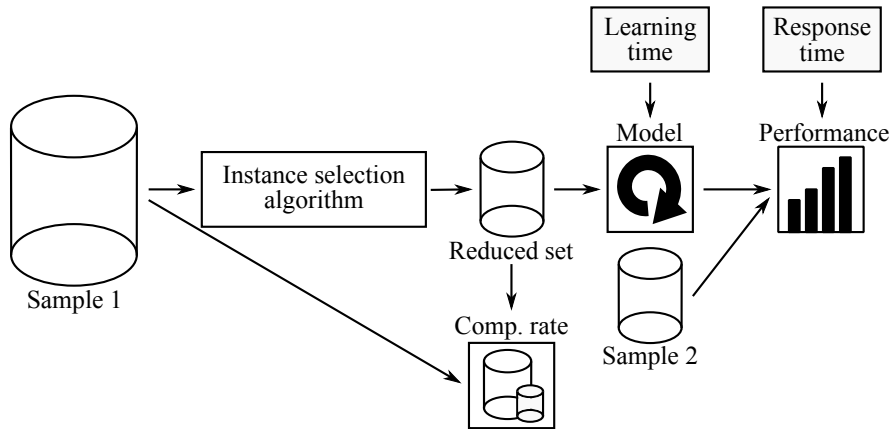 Learning
time
Response
time
Model
Performance
Instance selection
algorithm
Reduced set
Sample 1
Comp. rate
Sample 2